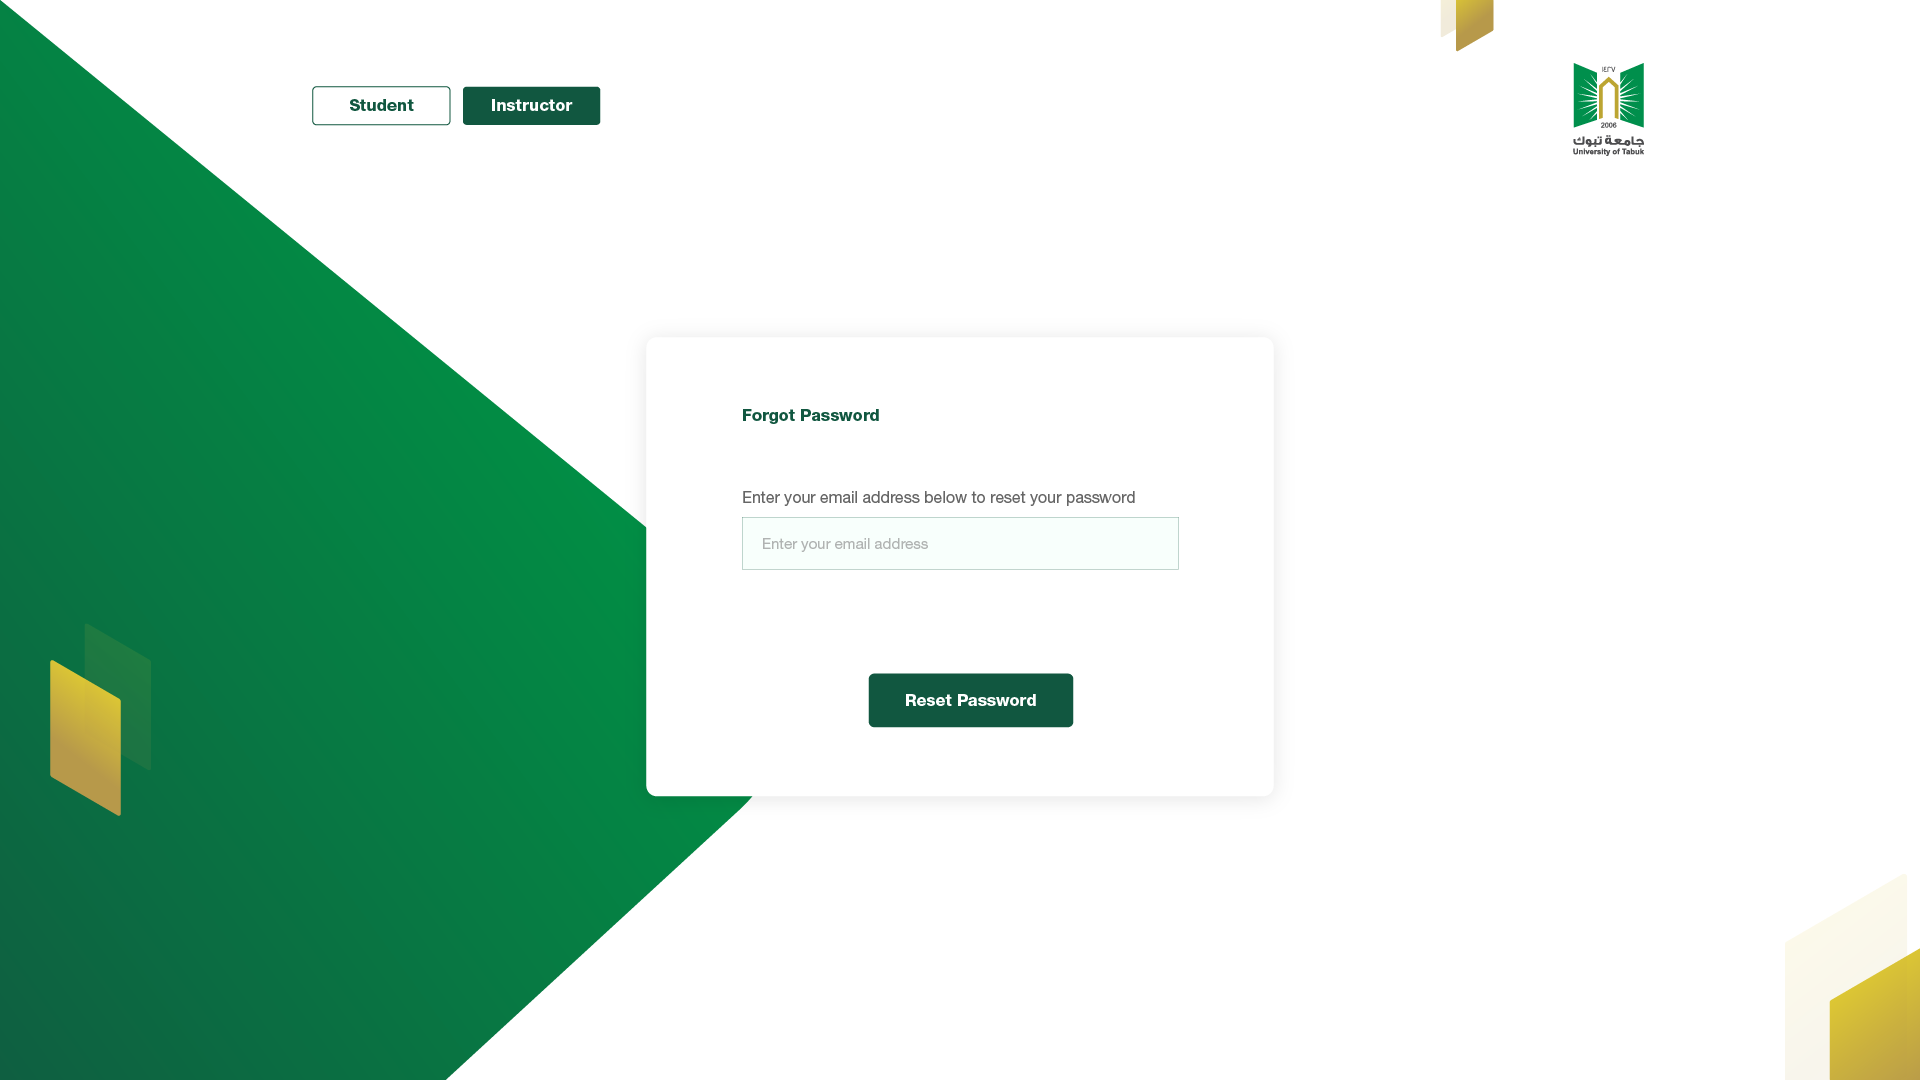 Student
Instructor
١٤٢٧
2006
جامعة تبوك
University of Tabuk
Forgot Password
Enter your email address below to reset your password
Enter your email address
Reset Password